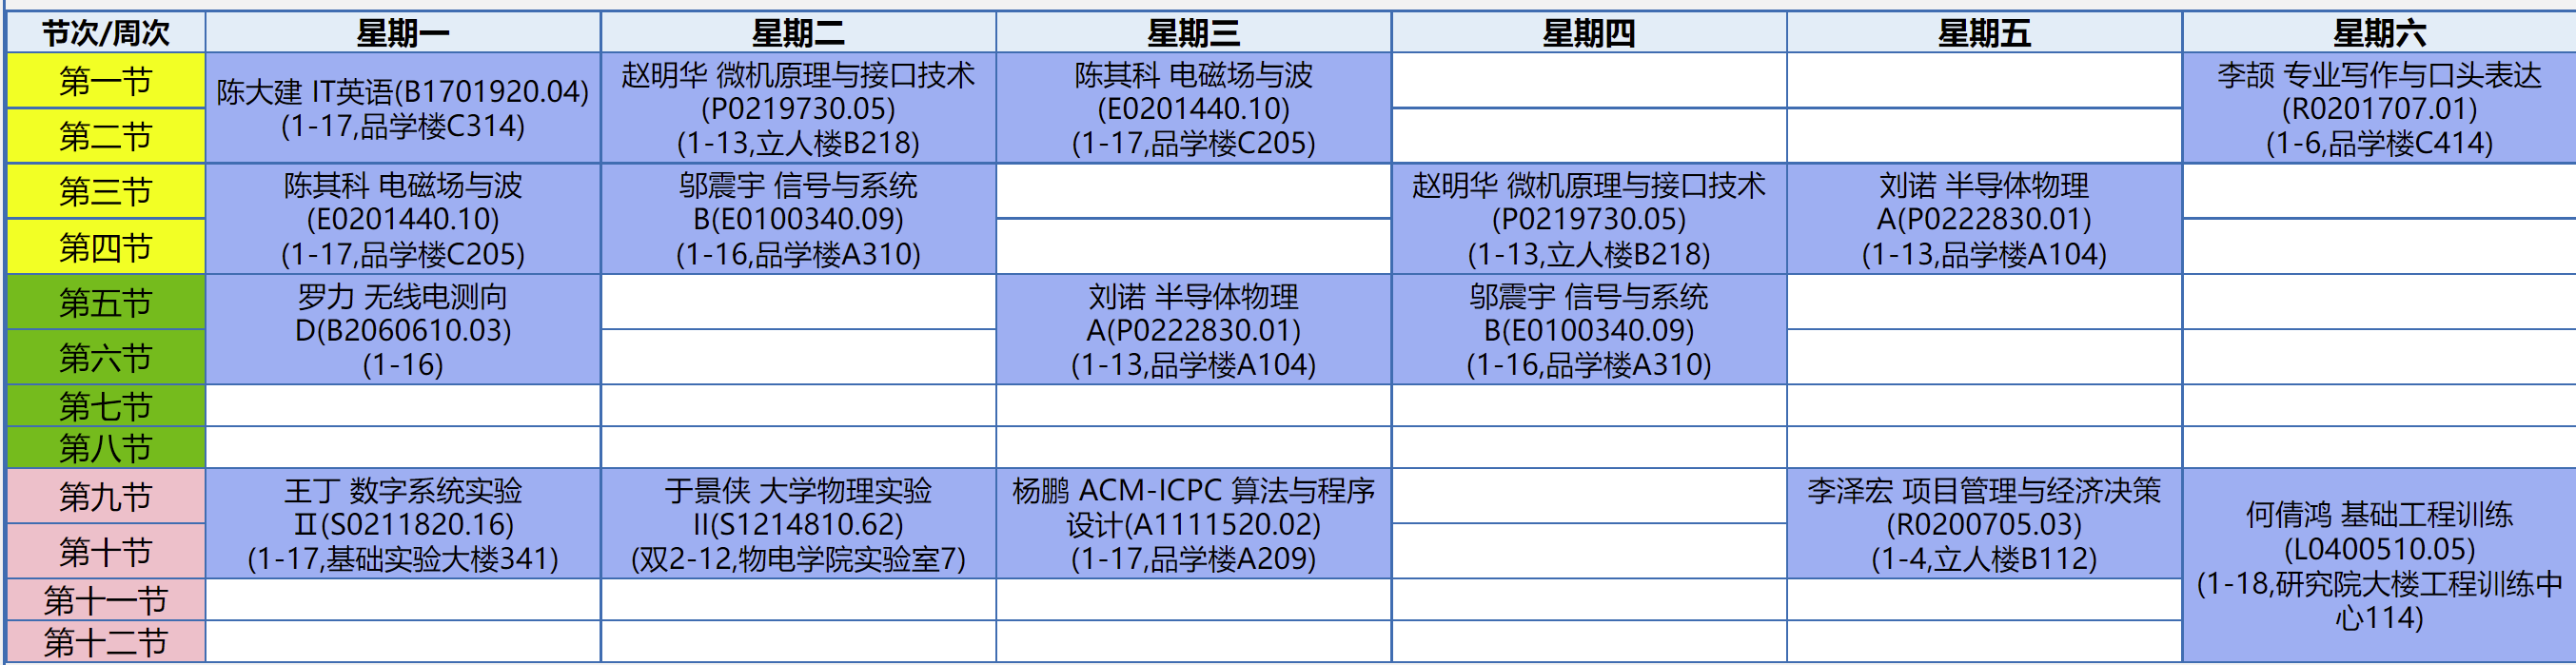 节次/周次 星期一 星期二 星期三 星期四 星期五 星期六
第一节
第二节
陈大建 IT英语(B1701920.04)
(1-17,品学楼C314)
赵明华 微机原理与接口技术
(P0219730.05)
(1-13,立人楼B218)
陈其科 电磁场与波
(E0201440.10)
(1-17,品学楼C205)
李颉 专业写作与口头表达
(R0201707.01)
(1-6,品学楼C414)
第三节
第四节
陈其科 电磁场与波
(E0201440.10)
(1-17,品学楼C205)
邬震宇 信号与系统
B(E0100340.09)
(1-16,品学楼A310)
赵明华 微机原理与接口技术
(P0219730.05)
(1-13,立人楼B218)
刘诺 半导体物理
A(P0222830.01)
(1-13,品学楼A104)
第五节
第六节
罗力 无线电测向
D(B2060610.03)
(1-16)
刘诺 半导体物理
A(P0222830.01)
(1-13,品学楼A104)
邬震宇 信号与系统
B(E0100340.09)
(1-16,品学楼A310)
第七节
第八节
第九节
第十节
王丁 数字系统实验
Ⅱ(S0211820.16)
(1-17,基础实验大楼341)
于景侠 大学物理实验
II(S1214810.62)
(双2-12,物电学院实验室7)
杨鹏 ACM-ICPC 算法与程序
设计(A1111520.02)
(1-17,品学楼A209)
李泽宏 项目管理与经济决策
(R0200705.03)
(1-4,立人楼B112)
何倩鸿 基础工程训练
(L0400510.05)
(1-18,研究院大楼工程训练中
心114)
第十一节
第十二节